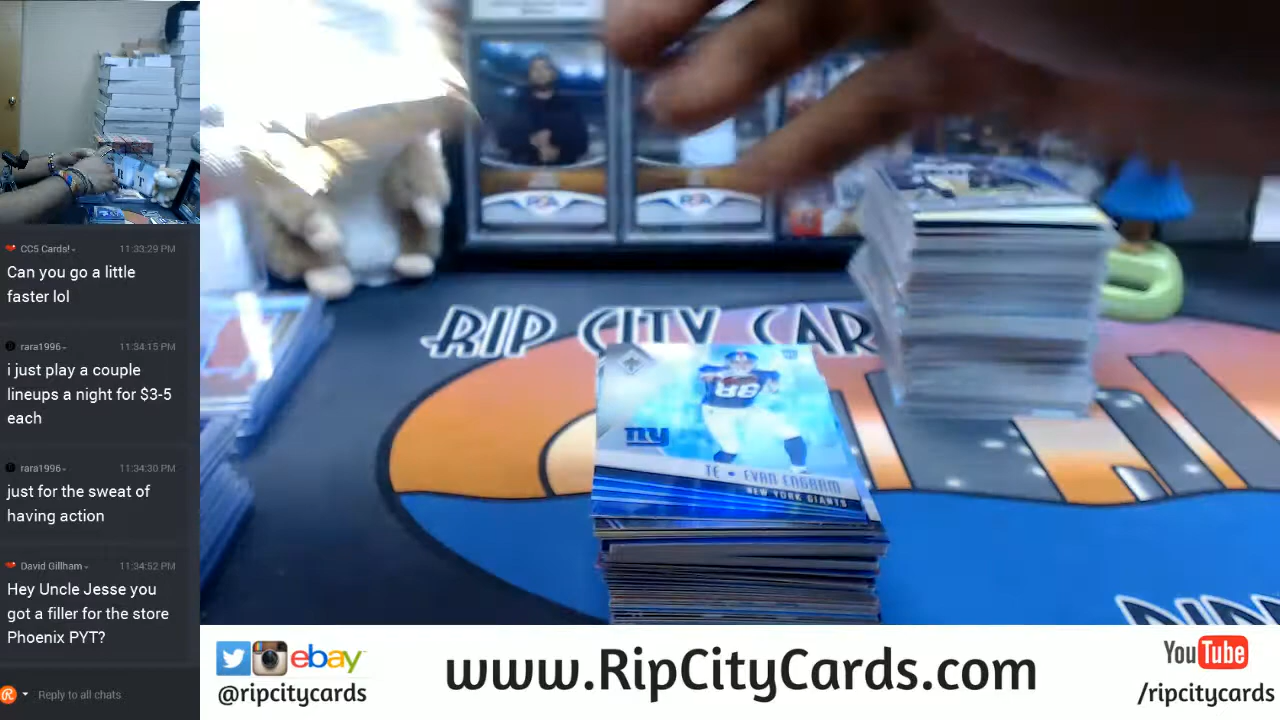 CC5 Cards! 11:33:29 PM
Can you go a little
faster lol
rara1996 11:34:15 PM
i just play a couple
lineups a night for $3-5
each
rara1996 11:34:30 PM
just for the sweat of
having action
David Gillham 11:34:52 PM
Hey Uncle Jesse you
got a filler for the store
Phoenix PYT?
Reply to all chats
PSA
PSA
RIP CITY CAR
88
NY
TE • EVAN ENGRAM
NEW YORK GIANTS
ebay
@ripcitycards
www.RipCityCards.com
YouTube
/ripcitycards